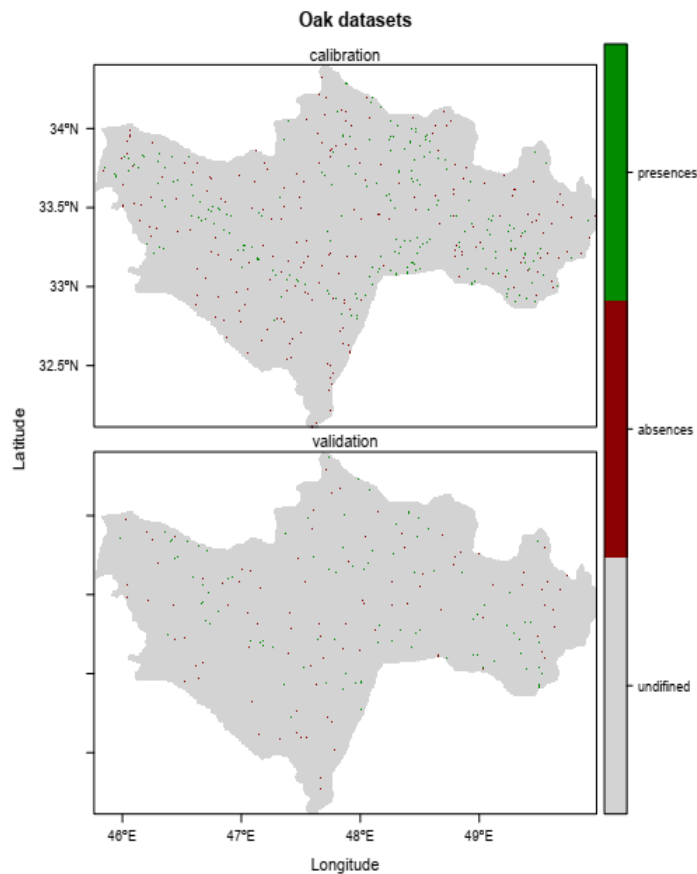 Oak datasets
calibration
34°N
33.5°N
33°N
32.5°N
Latitude
validation
46°E
47°E
48°E
49°E
Longitude
presences
absences
undifined